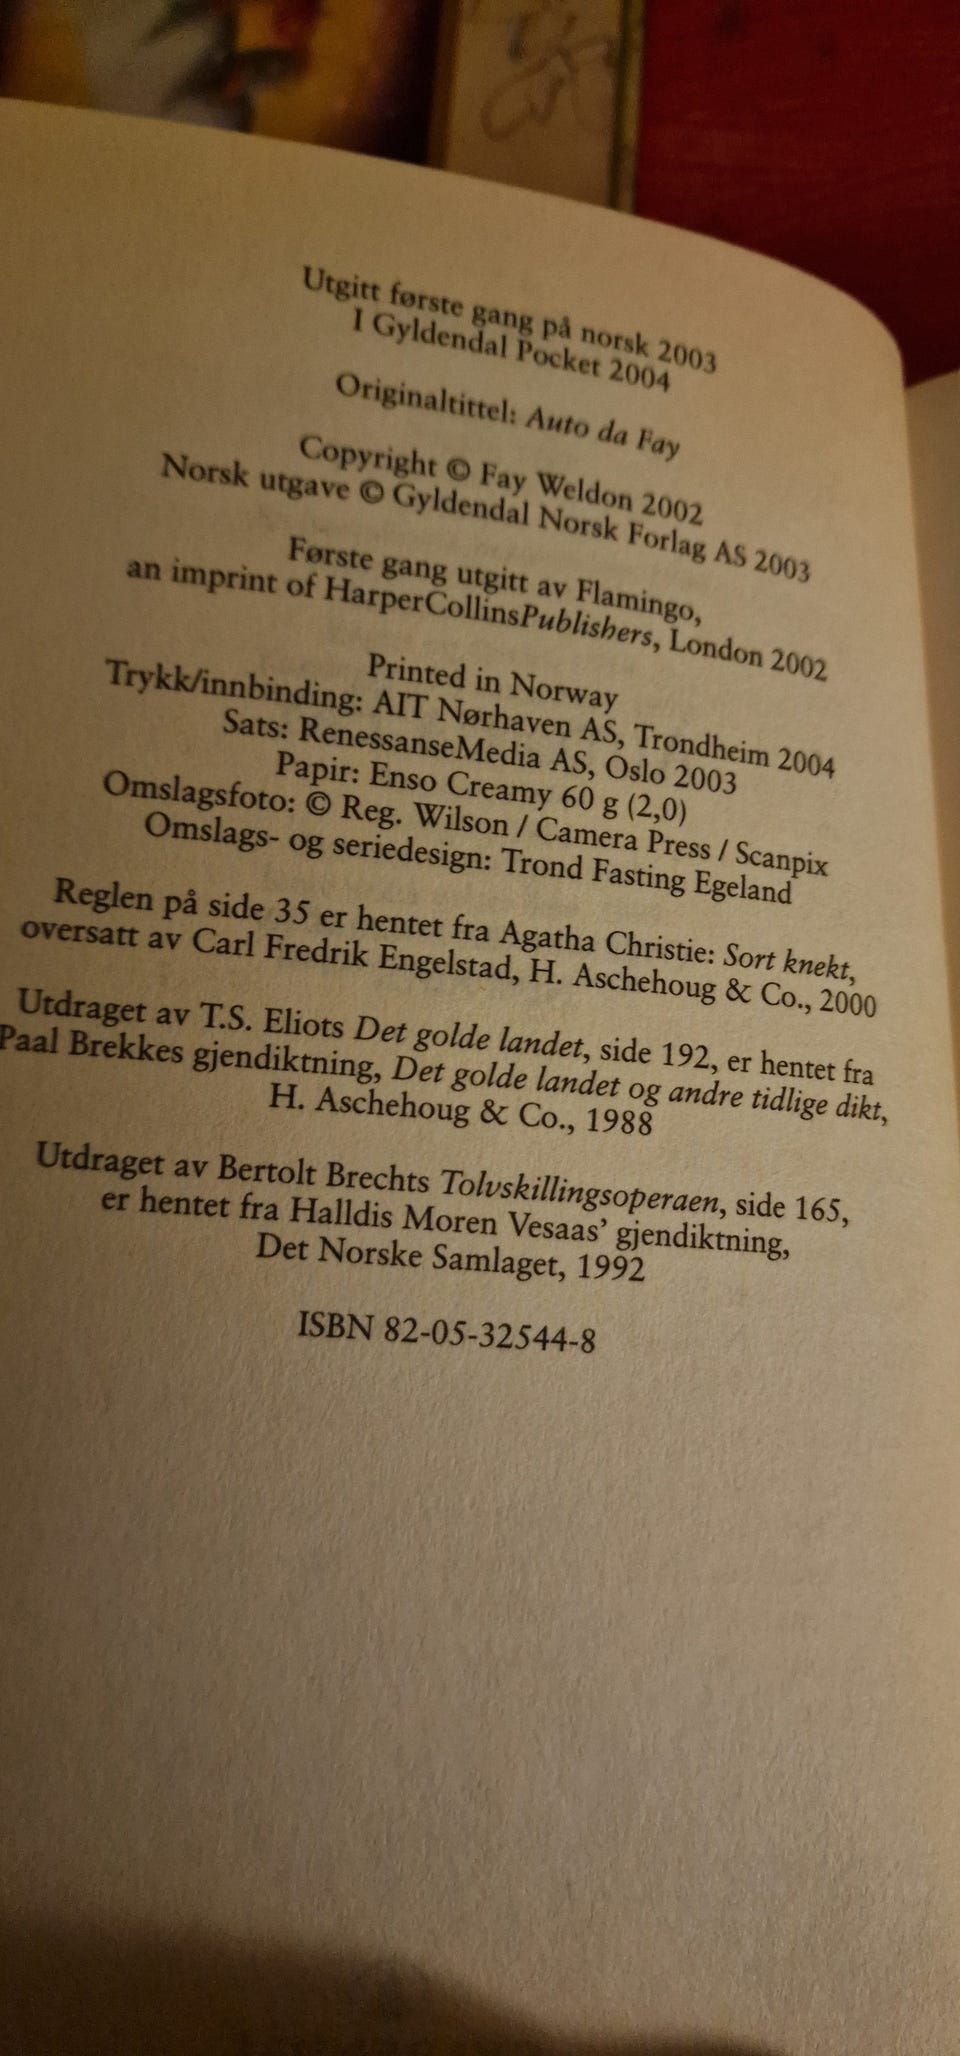 Utgitt første gang på norsk 2003
I Gyldendal Pocket 2004
Originaltittel: Auto da Fay
Copyright © Fay Weldon 2002
Norsk utgave © Gyldendal Norsk Forlag AS 2003
Første gang utgitt av Flamingo,
an imprint of HarperCollinsPublishers, London 2002
Printed in Norway
Trykk/innbinding: AIT Nørhaven AS, Trondheim 2004
Sats: RenessanseMedia AS, Oslo 2003
Papir: Enso Creamy 60 g (2,0)
Omslagsfoto: © Reg. Wilson / Camera Press / Scanpix
Omslags- og seriedesign: Trond Fasting Egeland
Reglen på side 35 er hentet fra Agatha Christie: Sort knekt,
oversatt av Carl Fredrik Engelstad, H. Aschehoug & Co., 2000
Utdraget av T.S. Eliots Det golde landet, side 192, er hentet fra
Paal Brekkes gjendiktning, Det golde landet og andre tidlige dikt,
H. Aschehoug & Co., 1988
Utdraget av Bertolt Brechts Tolvskillingsoperaen, side 165,
er hentet fra Halldis Moren Vesaas' gjendiktning,
Det Norske Samlaget, 1992
ISBN 82-05-32544-8